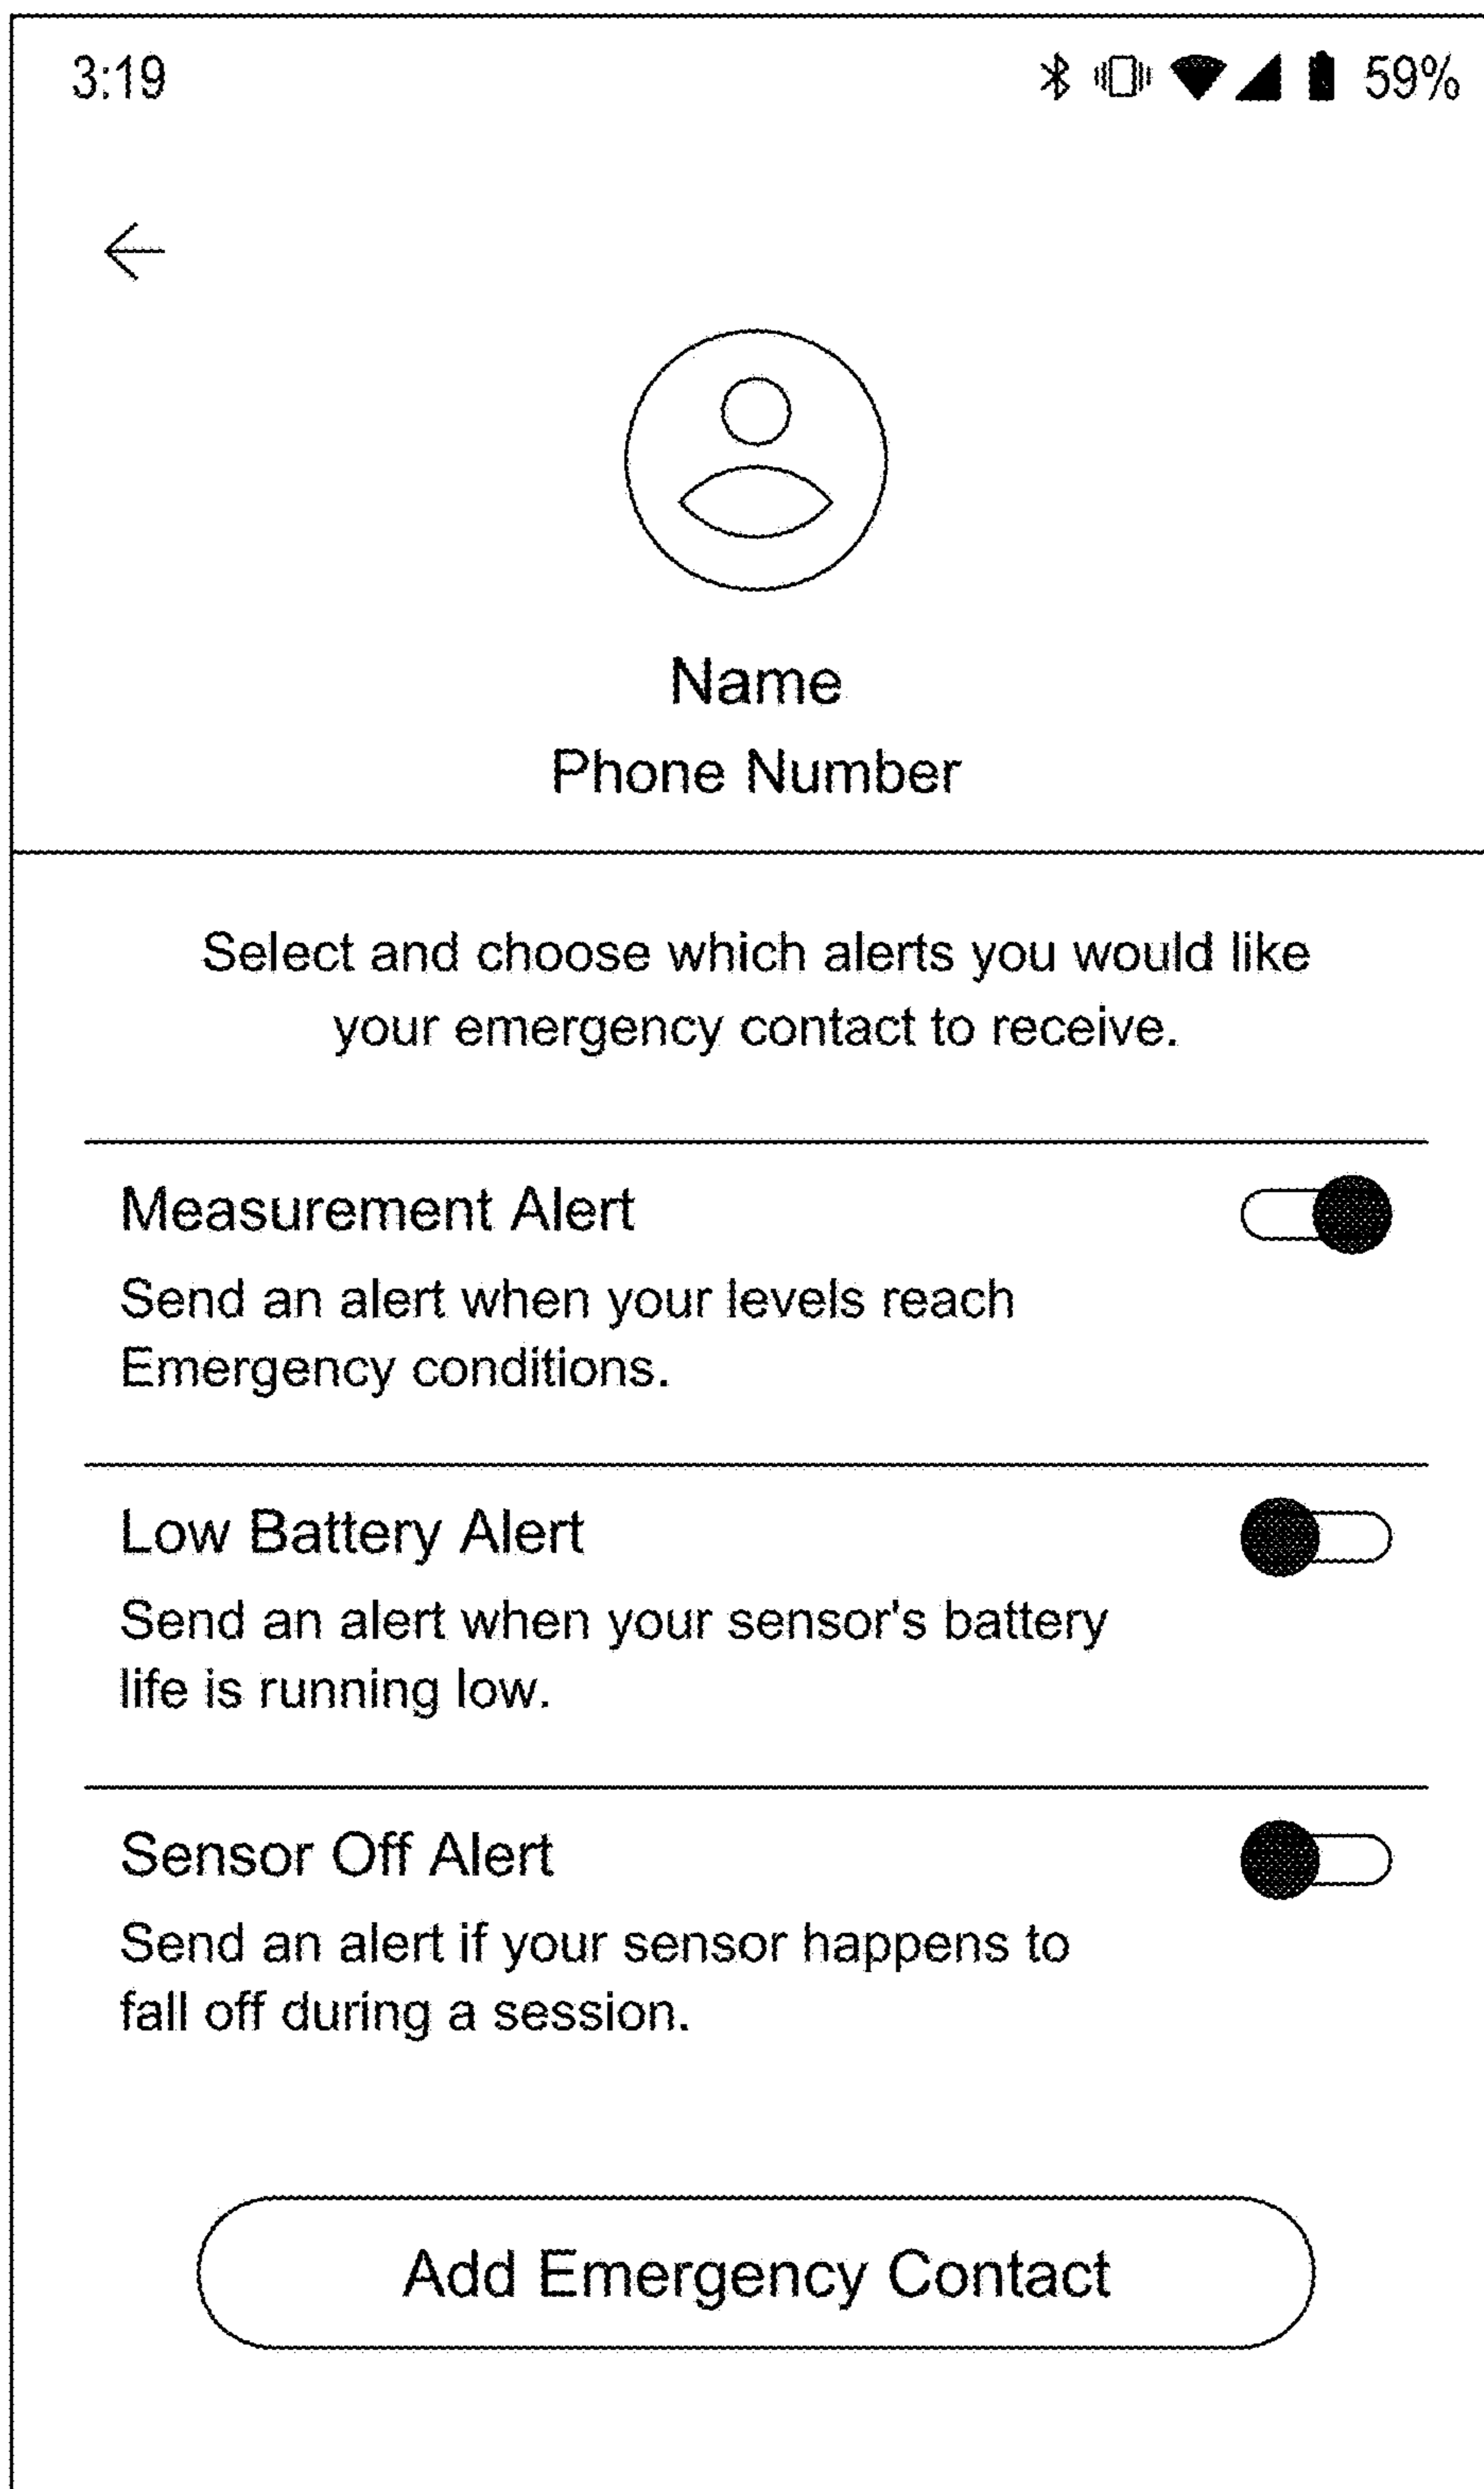 3:19 59%
Name
Phone Number
Select and choose which alerts you would like
your emergency contact to receive.
Measurement Alert
Send an alert when your levels reach
Emergency conditions.
Low Battery Alert
Send an alert when your sensor's battery
life is running low.
Sensor Off Alert
Send an alert if your sensor happens to
fall off during a session.
Add Emergency Contact